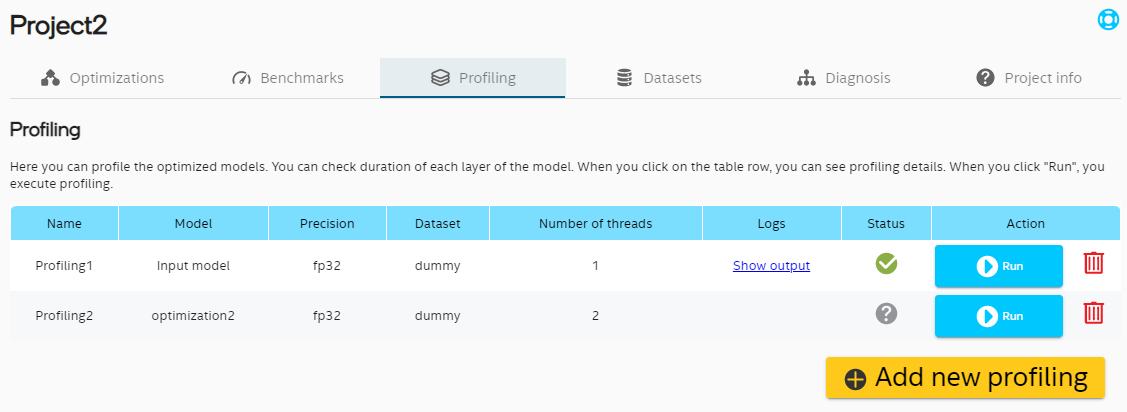 Project2
Optimizations Benchmarks Profiling Datasets Diagnosis Project info
Profiling
Here you can profile the optimized models. You can check duration of each layer of the model. When you click on the table row, you can see profiling details. When you click "Run", you
execute profiling.
Name Model Precision Dataset Number of threads Logs Status Action
Profiling1 Input model fp32 dummy 1 Show output Run
Profiling2 optimization2 fp32 dummy 2 Run
Add new profiling